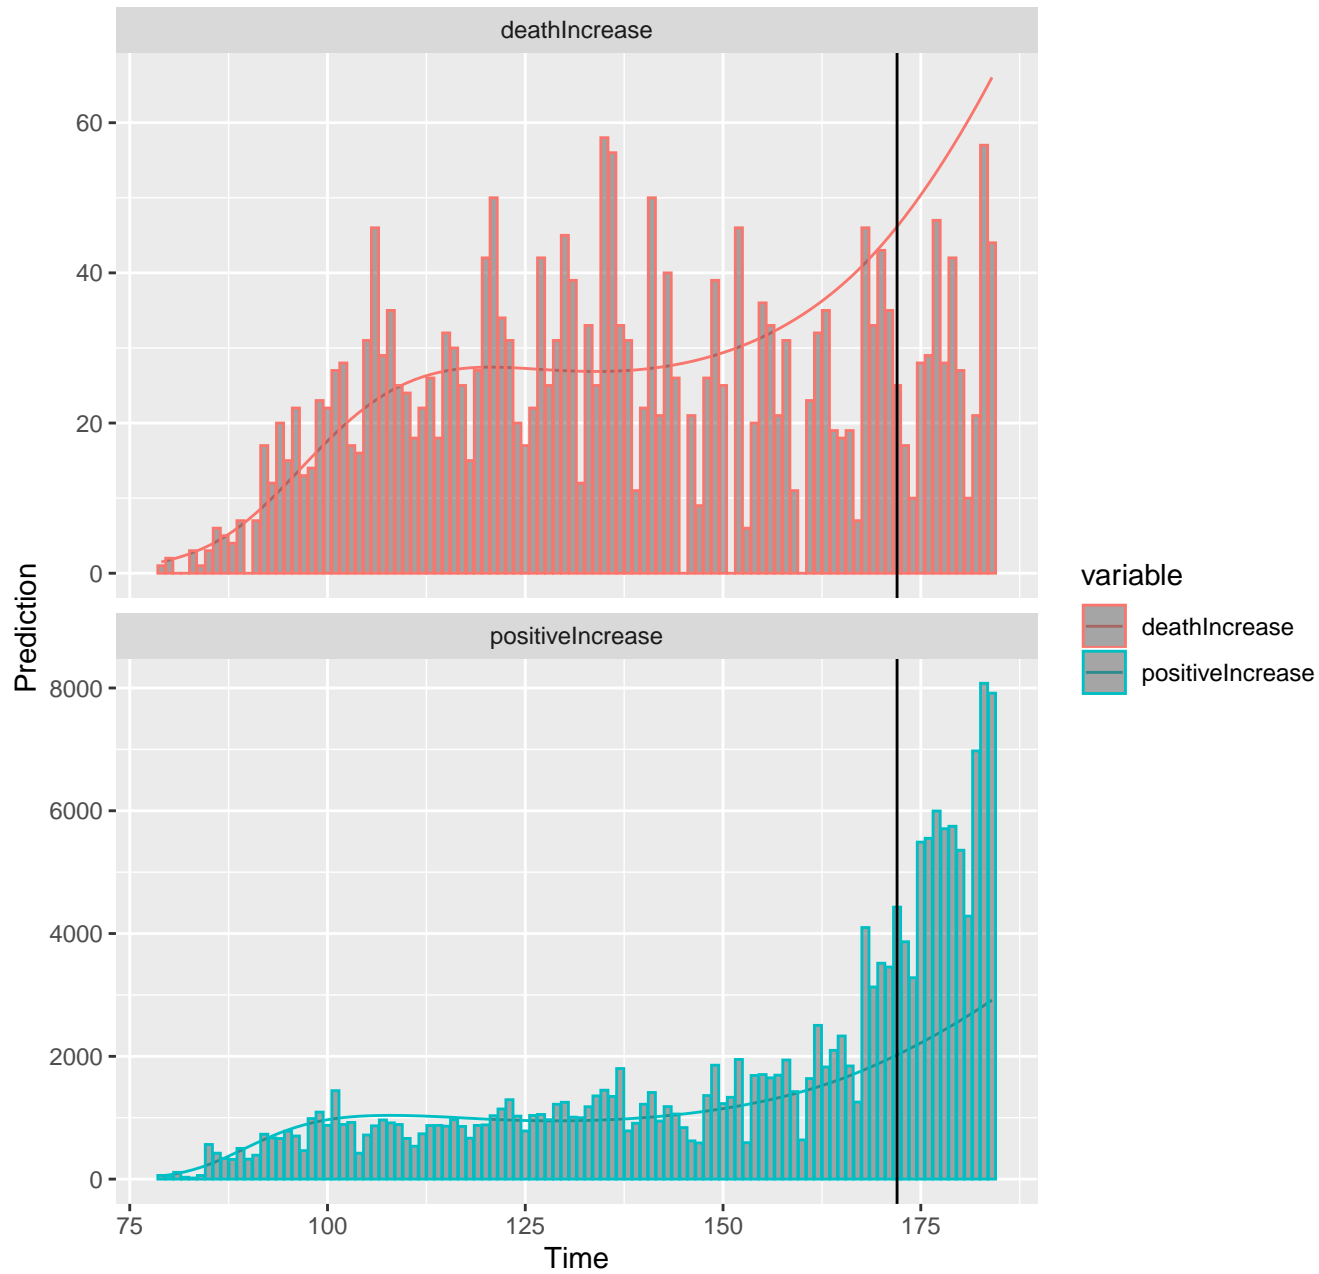 deathIncrease
60
40
20
0
positiveIncrease
8000
6000
4000
2000
0
75 100 125 150 175
Time
Prediction
variable
deathIncrease
positiveIncrease